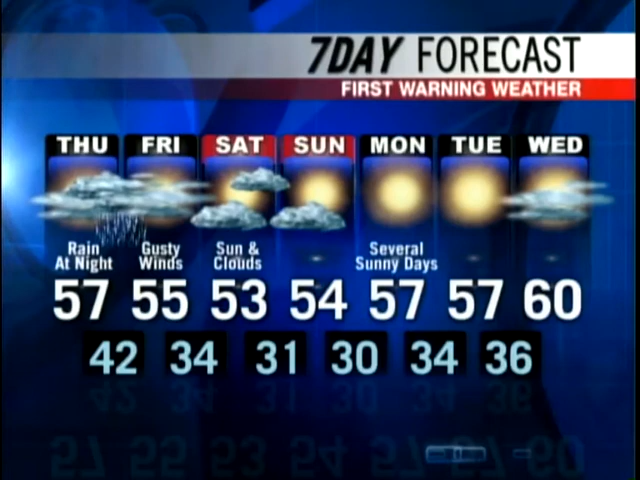 7DAY FORECAST
FIRST WARNING WEATHER
THU FRI SAT SUN MON TUE WED
Rain Gusty Sun & Several
At Night Winds Clouds Sunny Days
57 55 53 54 57 57 60
42 34 31 30 34 36